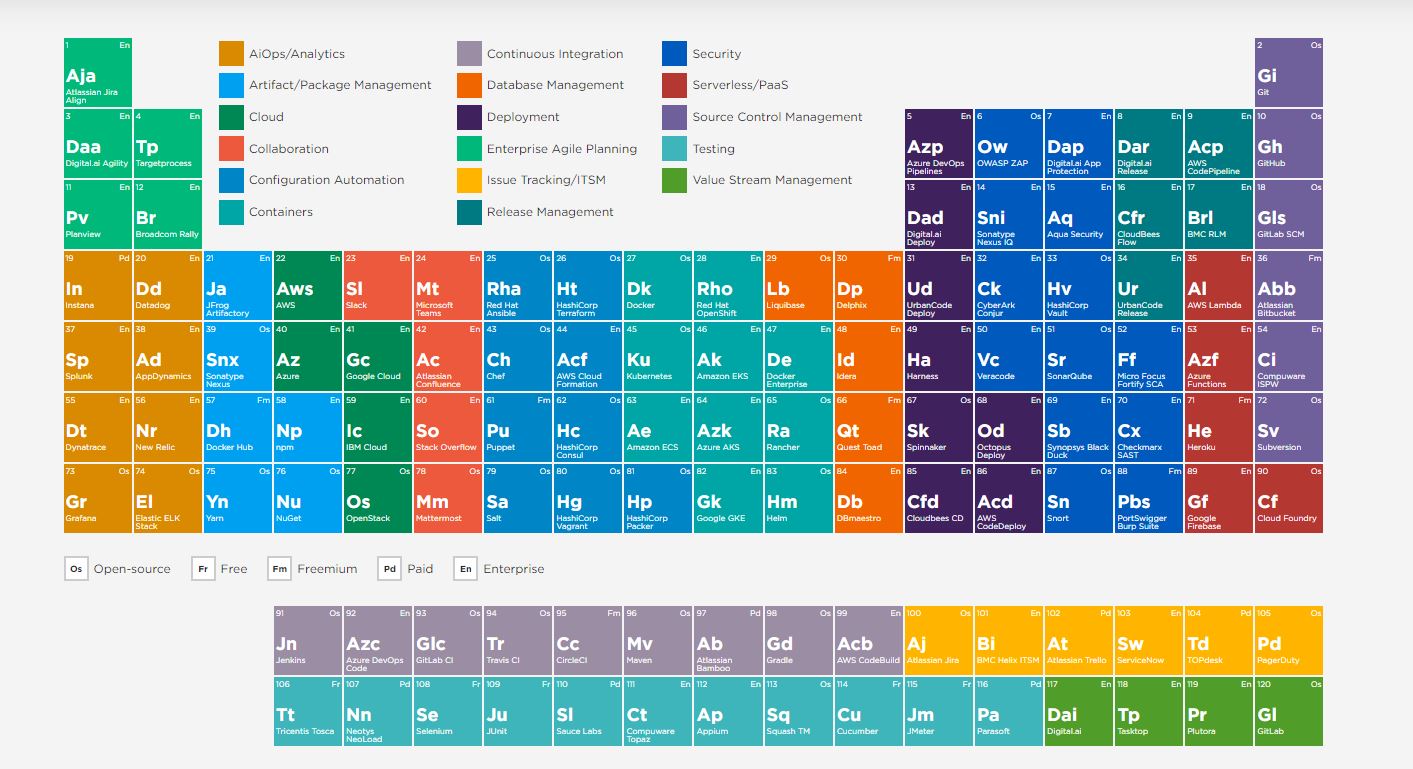 1 En
Aja
Atlassian Jira
Align
AiOps/Analytics
Artifact/Package Management
Cloud
Collaboration
Configuration Automation
Containers
Continuous Integration
Database Management
Deployment
Enterprise Agile Planning
Issue Tracking/ITSM
Release Management
Security
Serverless/PaaS
Source Control Management
Testing
Value Stream Management
2 Os
Gi
Git
3 En
Daa
Digital.ai Agility
4 En
Tp
Targetprocess
5 En
Azp
Azure DevOps
Pipelines
6 Os
Ow
OWASP ZAP
7 En
Dap
Digital.ai App
Protection
8 En
Dar
Digital.ai
Release
9 En
Acp
AWS
CodePipeline
10 Os
Gh
GitHub
11 En
Pv
Planview
12 En
Br
Broadcom Rally
13 En
Dad
Digital.ai
Deploy
14 En
Sni
Sonatype
Nexus IQ
15 En
Aq
Aqua Security
16 En
Cfr
CloudBees
Flow
17 En
Brl
BMC RLM
18 Os
Gls
GitLab SCM
19 Pd
In
Instana
20 En
Dd
Datadog
21 En
Ja
JFrog
Artifactory
22 En
Aws
AWS
23 En
Sl
Slack
24 En
Mt
Microsoft
Teams
25 Os
Rha
Red Hat
Ansible
26 Os
Ht
HashiCorp
Terraform
27 Os
Dk
Docker
28 En
Rho
Red Hat
OpenShift
29 Os
Lb
Liquibase
30 Fm
Dp
Delphix
31 En
Ud
UrbanCode
Deploy
32 En
Ck
CyberArk
Conjur
33 Os
Hv
HashiCorp
Vault
34 En
Ur
UrbanCode
Release
35 En
Al
AWS Lambda
36 Fm
Abb
Atlassian
Bitbucket
37 En
Sp
Splunk
38 En
Ad
AppDynamics
39 Os
Snx
Sonatype
Nexus
40 En
Az
Azure
41 En
Gc
Google Cloud
42 En
Ac
Atlassian
Confluence
43 Os
Ch
Chef
44 En
Acf
AWS Cloud
Formation
45 Os
Ku
Kubernetes
46 En
Ak
Amazon EKS
47 En
De
Docker
Enterprise
48 En
Id
Idera
49 En
Ha
Harness
50 En
Vc
Veracode
51 Os
Sr
SonarQube
52 En
Ff
Micro Focus
Fortify SCA
53 En
Azf
Azure
Functions
54 En
Ci
Compuware
ISPW
55 En
Dt
Dynatrace
56 En
Nr
New Relic
57 Fm
Dh
Docker Hub
58 En
Np
npm
59 En
Ic
IBM Cloud
60 En
So
Stack Overflow
61 Fm
Pu
Puppet
62 Os
Hc
HashiCorp
Consul
63 En
Ae
Amazon ECS
64 En
Azk
Azure AKS
65 Os
Ra
Rancher
66 Fm
Qt
Quest Toad
67 Os
Sk
Spinnaker
68 En
Od
Octopus
Deploy
69 En
Sb
Synopsys Black
Duck
70 En
Cx
Checkmarx
SAST
71 Fm
He
Heroku
72 Os
Sv
Subversion
73 Os
Gr
Grafana
74 Os
El
Elastic ELK
Stack
75 Os
Yn
Yarn
76 Os
Nu
NuGet
77 Os
Os
OpenStack
78 Os
Mm
Mattermost
79 Os
Sa
Salt
80 Os
Hg
HashiCorp
Vagrant
81 Os
Hp
HashiCorp
Packer
82 En
Gk
Google GKE
83 Os
Hm
Helm
84 En
Db
DBmaestro
85 En
Cfd
Cloudbees CD
86 En
Acd
AWS
CodeDeploy
87 Os
Sn
Snort
88 Fm
Pbs
PortSwigger
Burp Suite
89 En
Gf
Google
Firebase
90 Os
Cf
Cloud Foundry
Os Open-source
Fr Free
Fm Freemium
Pd Paid
En Enterprise
91 Os
Jn
Jenkins
92 En
Azc
Azure DevOps
Code
93 Os
Glc
GitLab CI
94 Os
Tr
Travis CI
95 Fm
Cc
CircleCI
96 Os
Mv
Maven
97 Pd
Ab
Atlassian
Bamboo
98 Os
Gd
Gradle
99 En
Acb
AWS CodeBuild
100 Os
Aj
Atlassian Jira
101 En
Bi
BMC Helix ITSM
102 Pd
At
Atlassian Trello
103 En
Sw
ServiceNow
104 Pd
Td
TOPdesk
105 Os
Pd
PagerDuty
106 Fr
Tt
Tricentis Tosca
107 Pd
Nn
Neotys
NeoLoad
108 Fr
Se
Selenium
109 Fr
Ju
JUnit
110 Pd
Sl
Sauce Labs
111 En
Ct
Compuware
Topaz
112 En
Ap
Appium
113 Os
Sq
Squash TM
114 Fr
Cu
Cucumber
115 Fr
Jm
JMeter
116 Pd
Pa
Parasoft
117 En
Dai
Digital.ai
118 En
Tp
Tasktop
119 En
Pr
Plutora
120 Os
Gl
GitLab